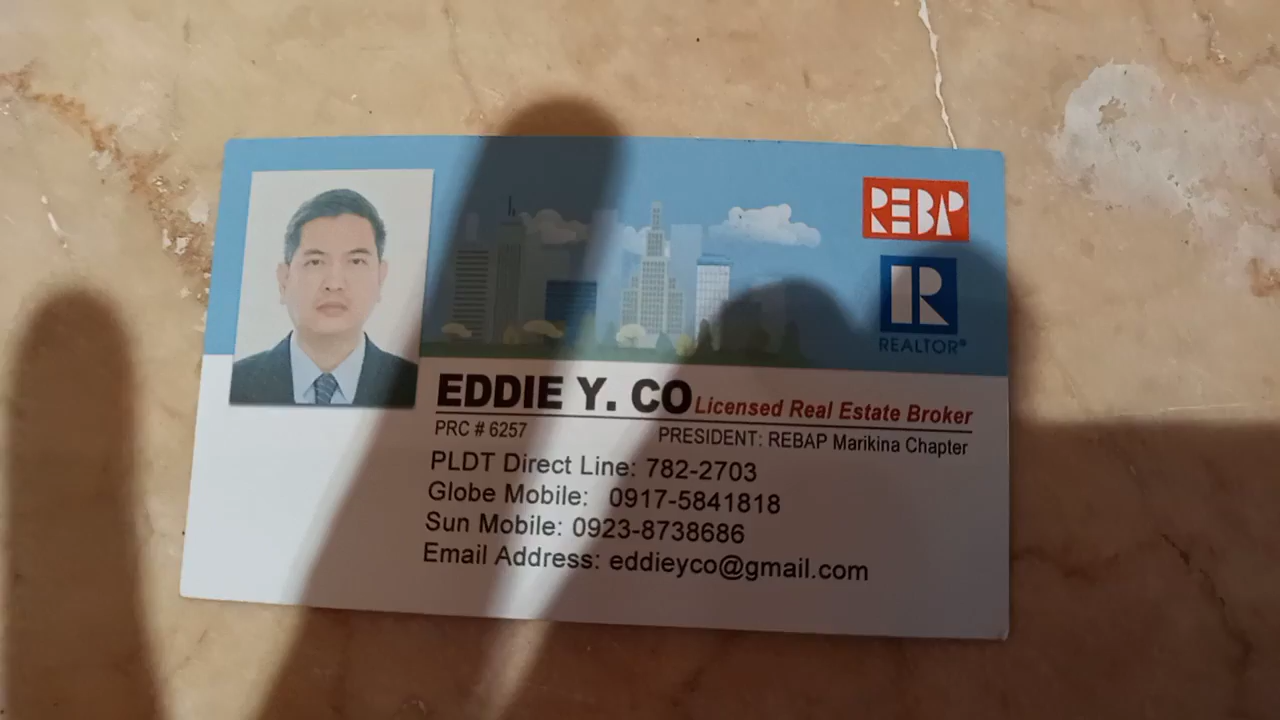 REBAP
R
REALTOR®
EDDIE Y. CO Licensed Real Estate Broker
PRC # 6257 PRESIDENT: REBAP Marikina Chapter
PLDT Direct Line: 782-2703
Globe Mobile: 0917-5841818
Sun Mobile: 0923-8738686
Email Address: eddieyco@gmail.com